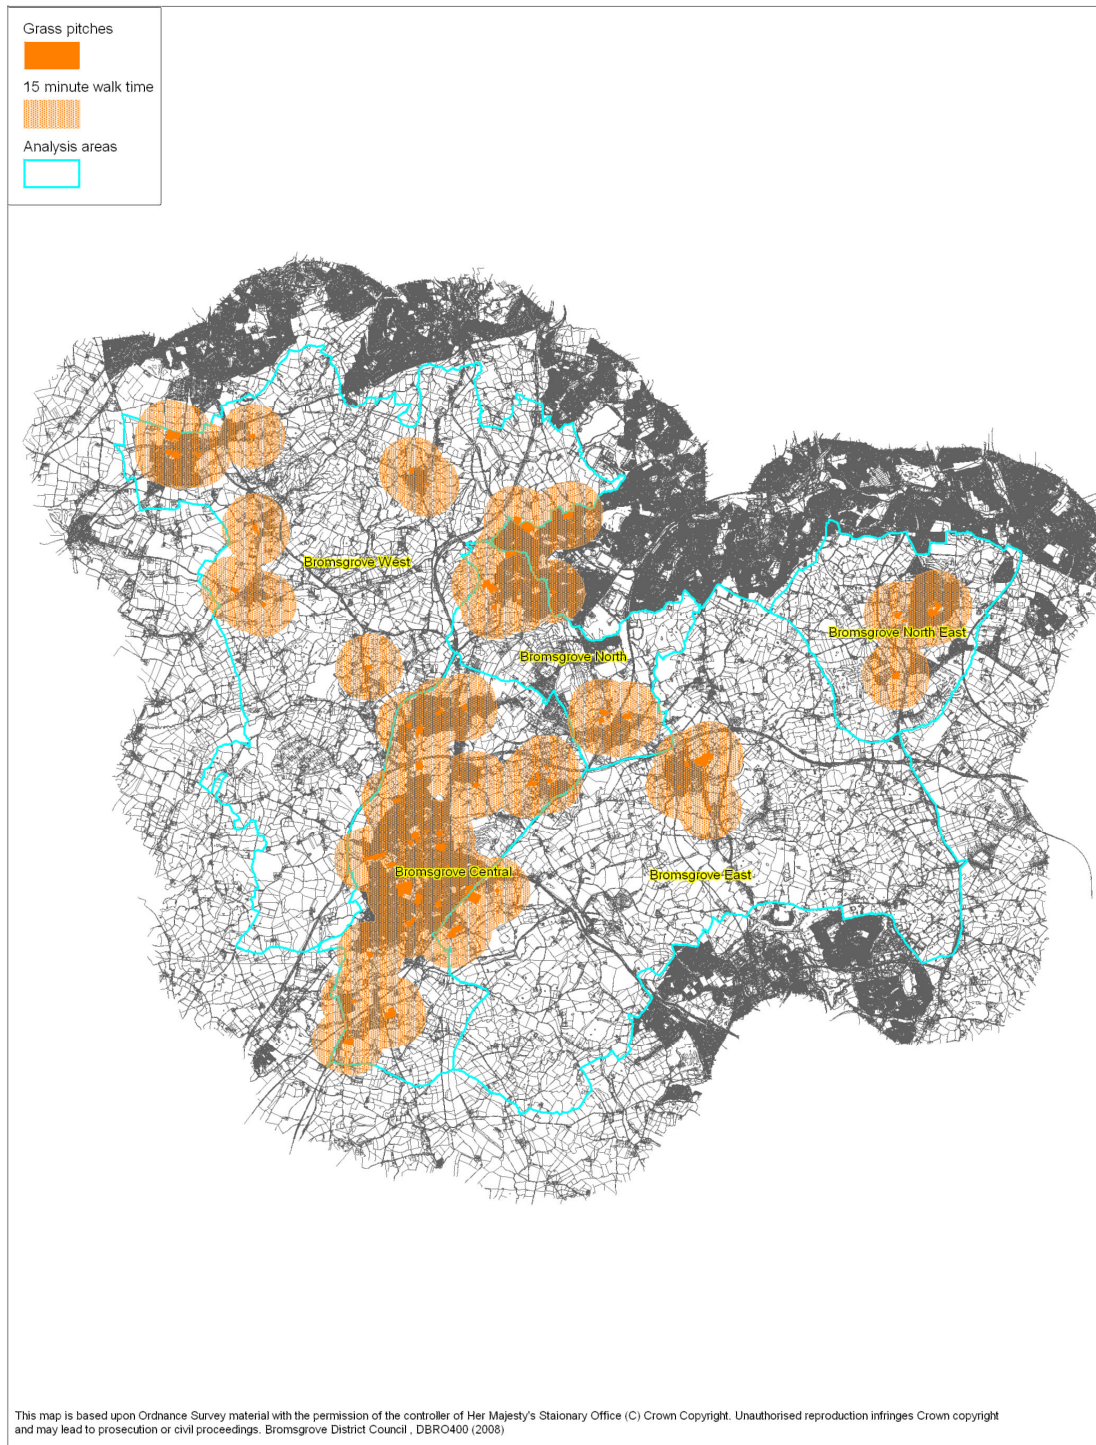 Grass pitches
15 minute walk time
Analysis areas
Bromsgrove West
Bromsgrove North East
Bromsgrove North
Bromsgrove Central
Bromsgrove East
This map is based upon Ordnance Survey material with the permission of the controller of Her Majesty's Staionary Office (C) Crown Copyright. Unauthorised reproduction infringes Crown copyright
and may lead to prosecution or civil proceedings. Bromsgrove District Council , DBRO400 (2008)